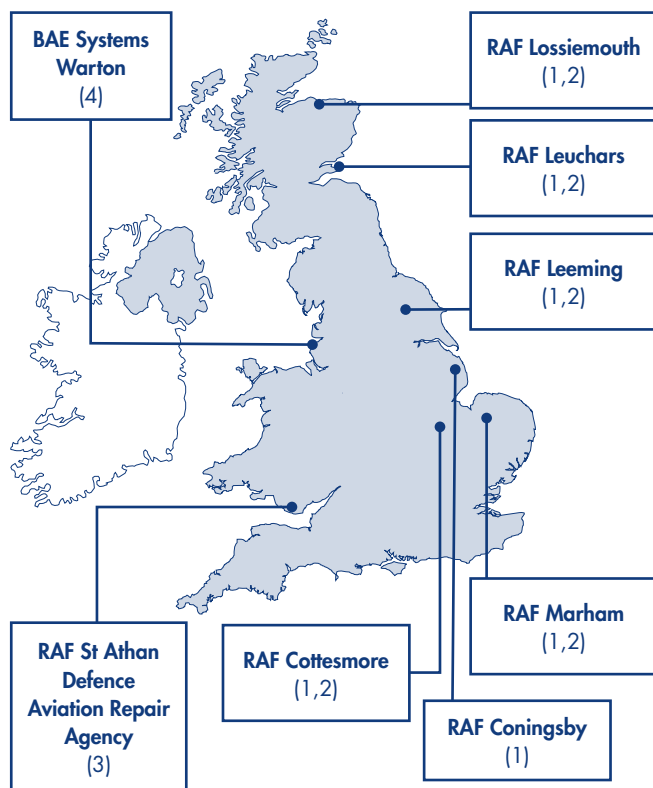 BAE Systems
Warton
(4)
RAF Lossiemouth
(1,2)
RAF Leuchars
(1,2)
RAF Leeming
(1,2)
RAF Marham
(1,2)
RAF St Athan
Defence
Aviation Repair
Agency
(3)
RAF Cottesmore
(1,2)
RAF Coningsby
(1)